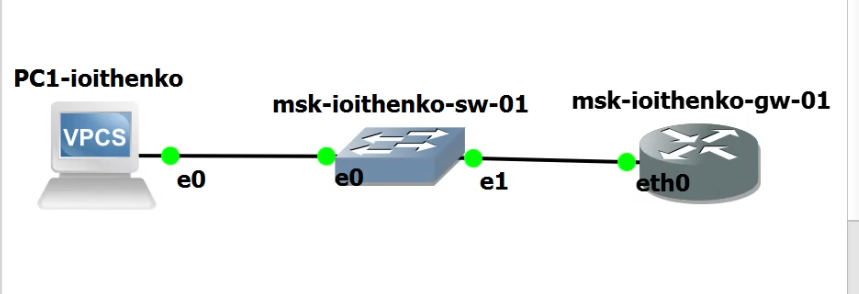 PC1-ioithenko
msk-ioithenko-sw-01
msk-ioithenko-gw-01
VPCS
e0
e0
e1
eth0